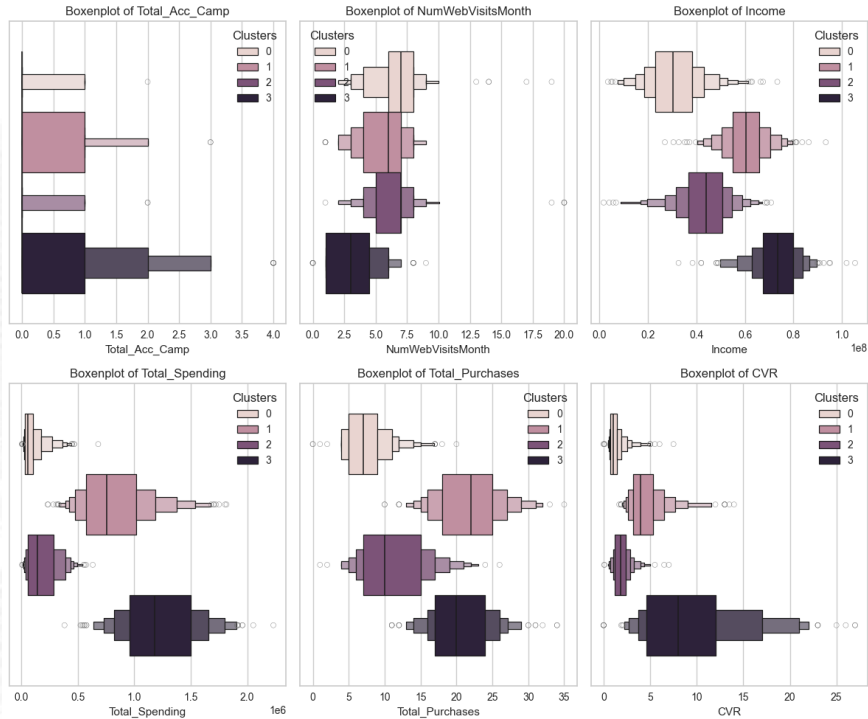 Boxenplot of Total_Acc_Camp
Clusters
0
1
2
3
0.0 0.5 1.0 1.5 2.0 2.5 3.0 3.5 4.0
Total_Acc_Camp
Boxenplot of NumWebVisitsMonth
Clusters
0
1
2
3
0.0 2.5 5.0 7.5 10.0 12.5 15.0 17.5 20.0
NumWebVisitsMonth
Boxenplot of Income
Clusters
0
1
2
3
0.0 0.2 0.4 0.6 0.8 1.0
1e8
Income
Boxenplot of Total_Spending
Clusters
0
1
2
3
0.0 0.5 1.0 1.5 2.0
1e6
Total_Spending
Boxenplot of Total_Purchases
Clusters
0
1
2
3
0 5 10 15 20 25 30 35
Total_Purchases
Boxenplot of CVR
Clusters
0
1
2
3
0 5 10 15 20 25
CVR